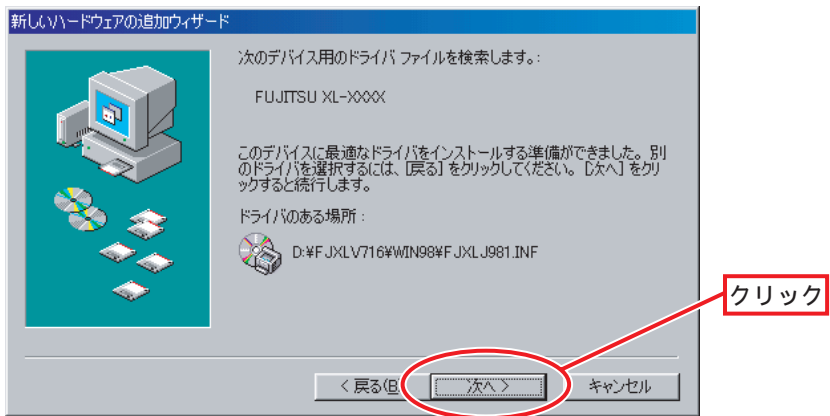 新しいハードウェアの追加ウィザード
次のデバイス用のドライバ ファイルを検索します。:
FUJITSU XL-XXXX
このデバイスに最適なドライバをインストールする準備ができました。別
のドライバを選択するには、[戻る] をクリックしてください。[次へ] をクリ
ックすると続行します。
ドライバのある場所:
D:¥FJXLV716¥WIN98¥FJXLJ981.INF
クリック
< 戻る(B
次へ >
キャンセル